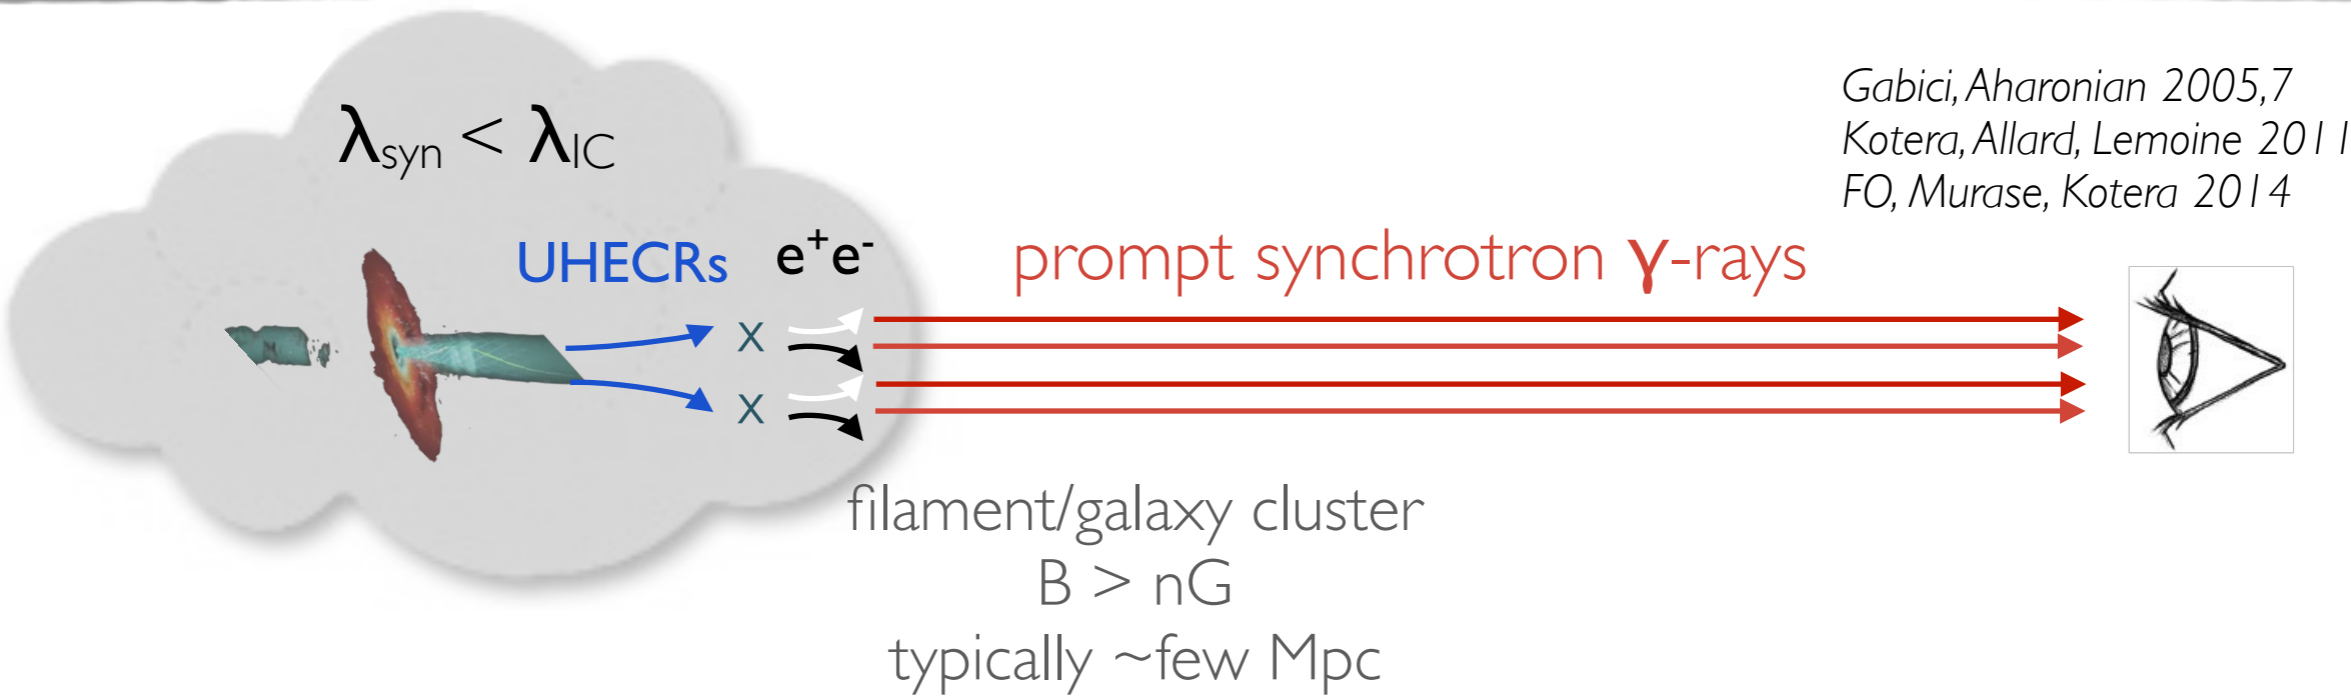 λsyn < λIC
Gabici, Aharonian 2005,7
Kotera, Allard, Lemoine 2011
FO, Murase, Kotera 2014
UHECRs e+e- prompt synchrotron γ-rays
X
X
filament/galaxy cluster
B > nG
typically ~few Mpc